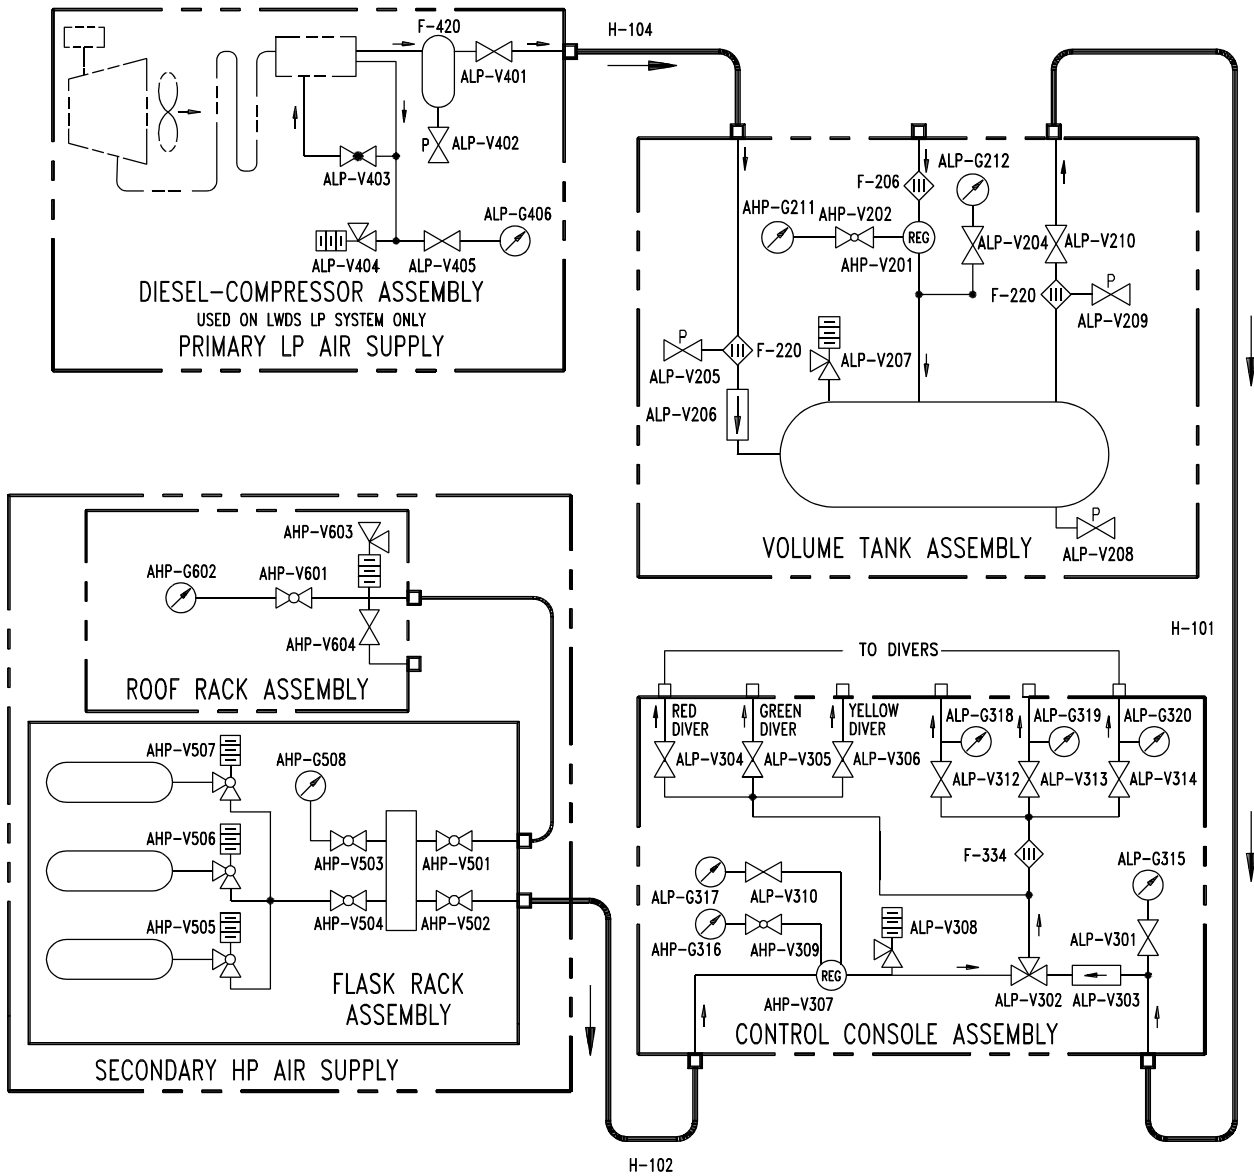 F-420
H-104
ALP-V401
P
ALP-V402
ALP-V403
ALP-G406
ALP-V404
ALP-V405
DIESEL-COMPRESSOR ASSEMBLY
USED ON LWDS LP SYSTEM ONLY
PRIMARY LP AIR SUPPLY
ALP-G212
F-206
AHP-G211
AHP-V202
REG
ALP-V204
ALP-V210
AHP-V201
F-220
P
ALP-V209
P
F-220
ALP-V205
ALP-V207
ALP-V206
P
VOLUME TANK ASSEMBLY
ALP-V208
AHP-V603
AHP-G602
AHP-V601
AHP-V604
ROOF RACK ASSEMBLY
H-101
TO DIVERS
RED
DIVER
GREEN
DIVER
YELLOW
DIVER
ALP-G318
ALP-G319
ALP-G320
ALP-V304
ALP-V305
ALP-V306
ALP-V312
ALP-V313
ALP-V314
F-334
ALP-G315
ALP-G317
ALP-V310
AHP-G316
AHP-V309
ALP-V308
ALP-V301
REG
AHP-V307
ALP-V302
ALP-V303
CONTROL CONSOLE ASSEMBLY
AHP-V507
AHP-G508
AHP-V506
AHP-V503
AHP-V501
AHP-V505
AHP-V504
AHP-V502
FLASK RACK
ASSEMBLY
SECONDARY HP AIR SUPPLY
H-102